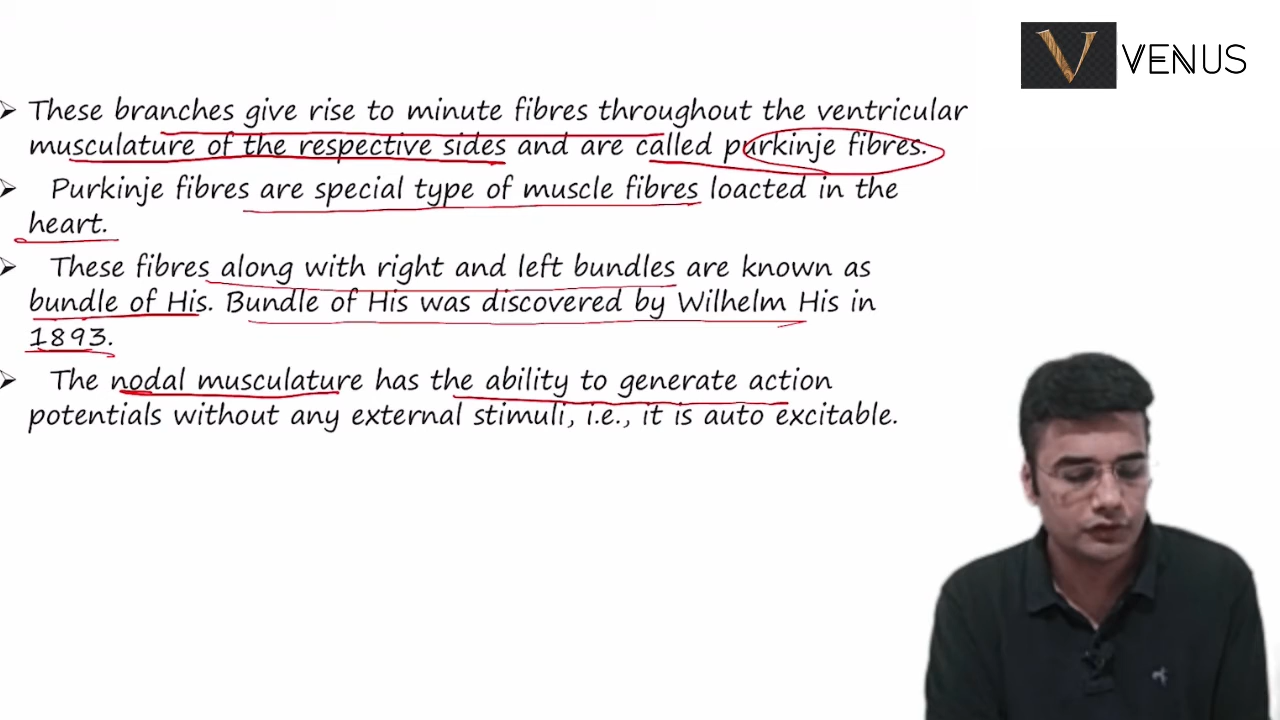 V VENUS
➢ These branches give rise to minute fibres throughout the ventricular
musculature of the respective sides and are called purkinje fibres.
➢ Purkinje fibres are special type of muscle fibres loacted in the
heart.
➢ These fibres along with right and left bundles are known as
bundle of His. Bundle of His was discovered by Wilhelm His in
1893.
➢ The nodal musculature has the ability to generate action
potentials without any external stimuli, i.e., it is auto excitable.